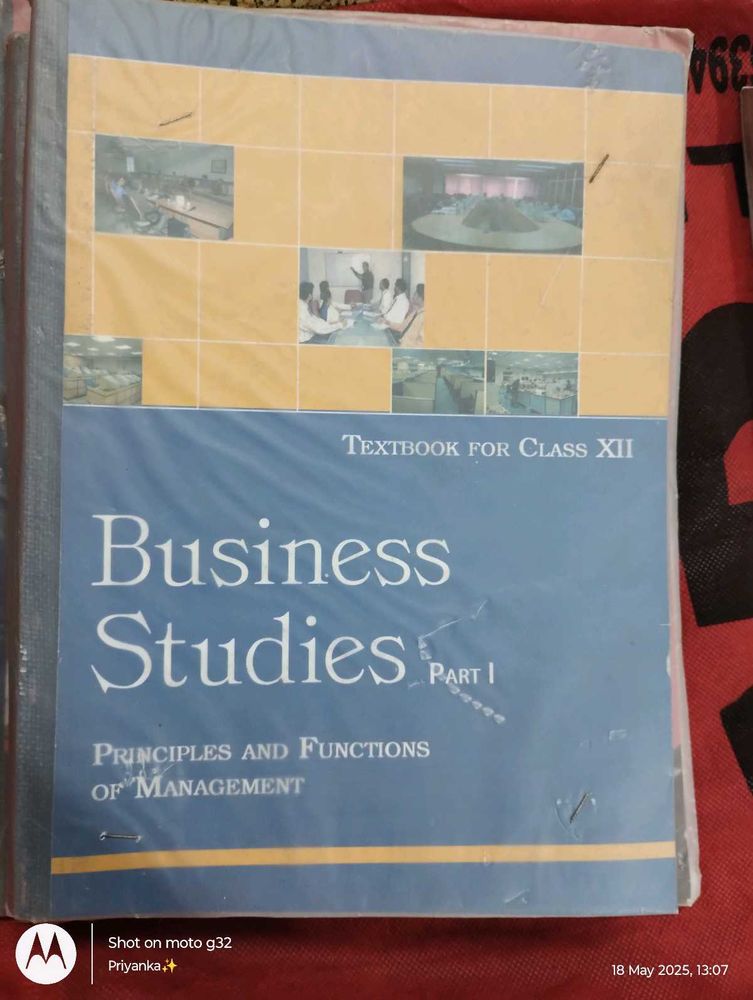 TEXTBOOK FOR CLASS XII
Business
Studies PART I
PRINCIPLES AND FUNCTIONS
OF MANAGEMENT
Shot on moto g32
Priyanka✨
18 May 2025, 13:07